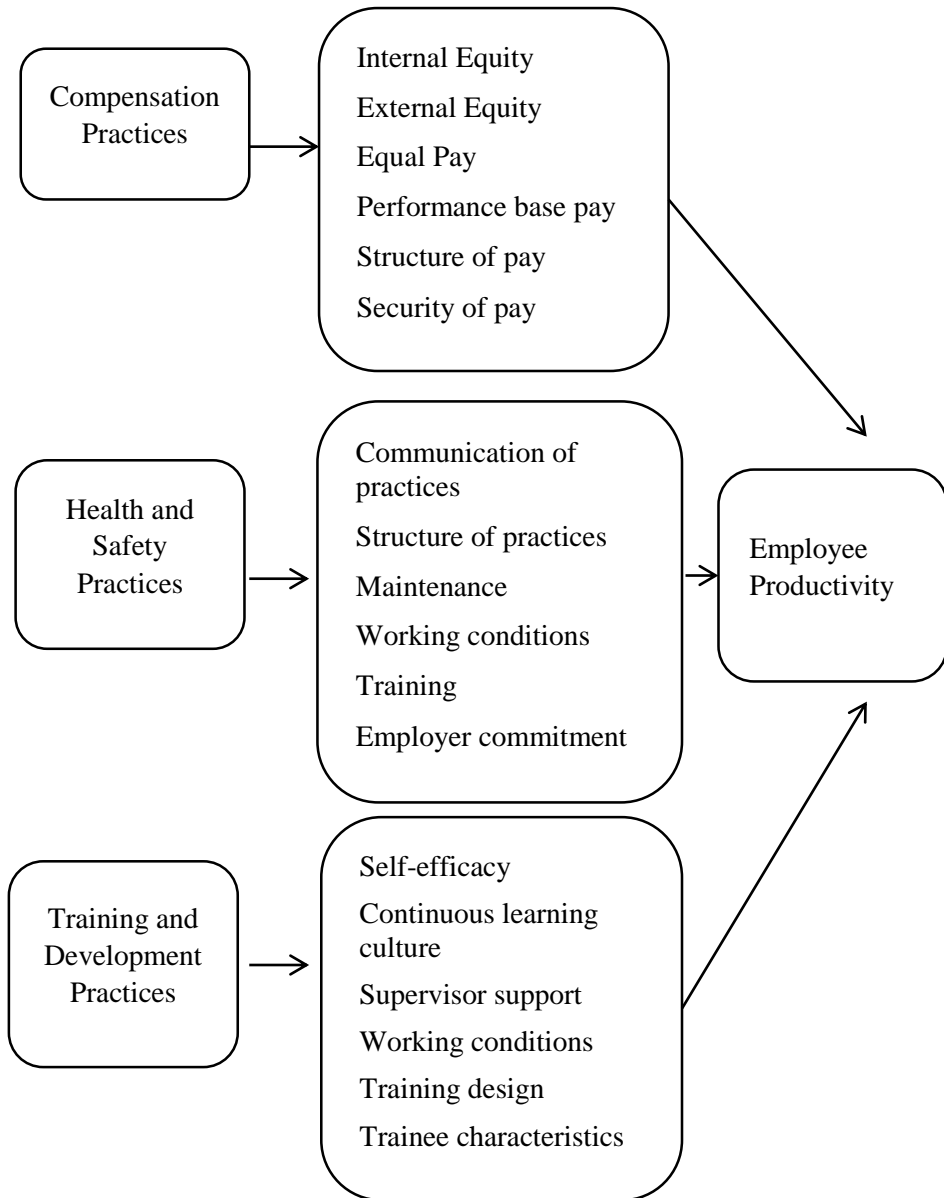 Compensation
Practices
Internal Equity
External Equity
Equal Pay
Performance base pay
Structure of pay
Security of pay
Health and
Safety
Practices
Communication of
practices
Structure of practices
Maintenance
Working conditions
Training
Employer commitment
Employee
Productivity
Training and
Development
Practices
Self-efficacy
Continuous learning
culture
Supervisor support
Working conditions
Training design
Trainee characteristics